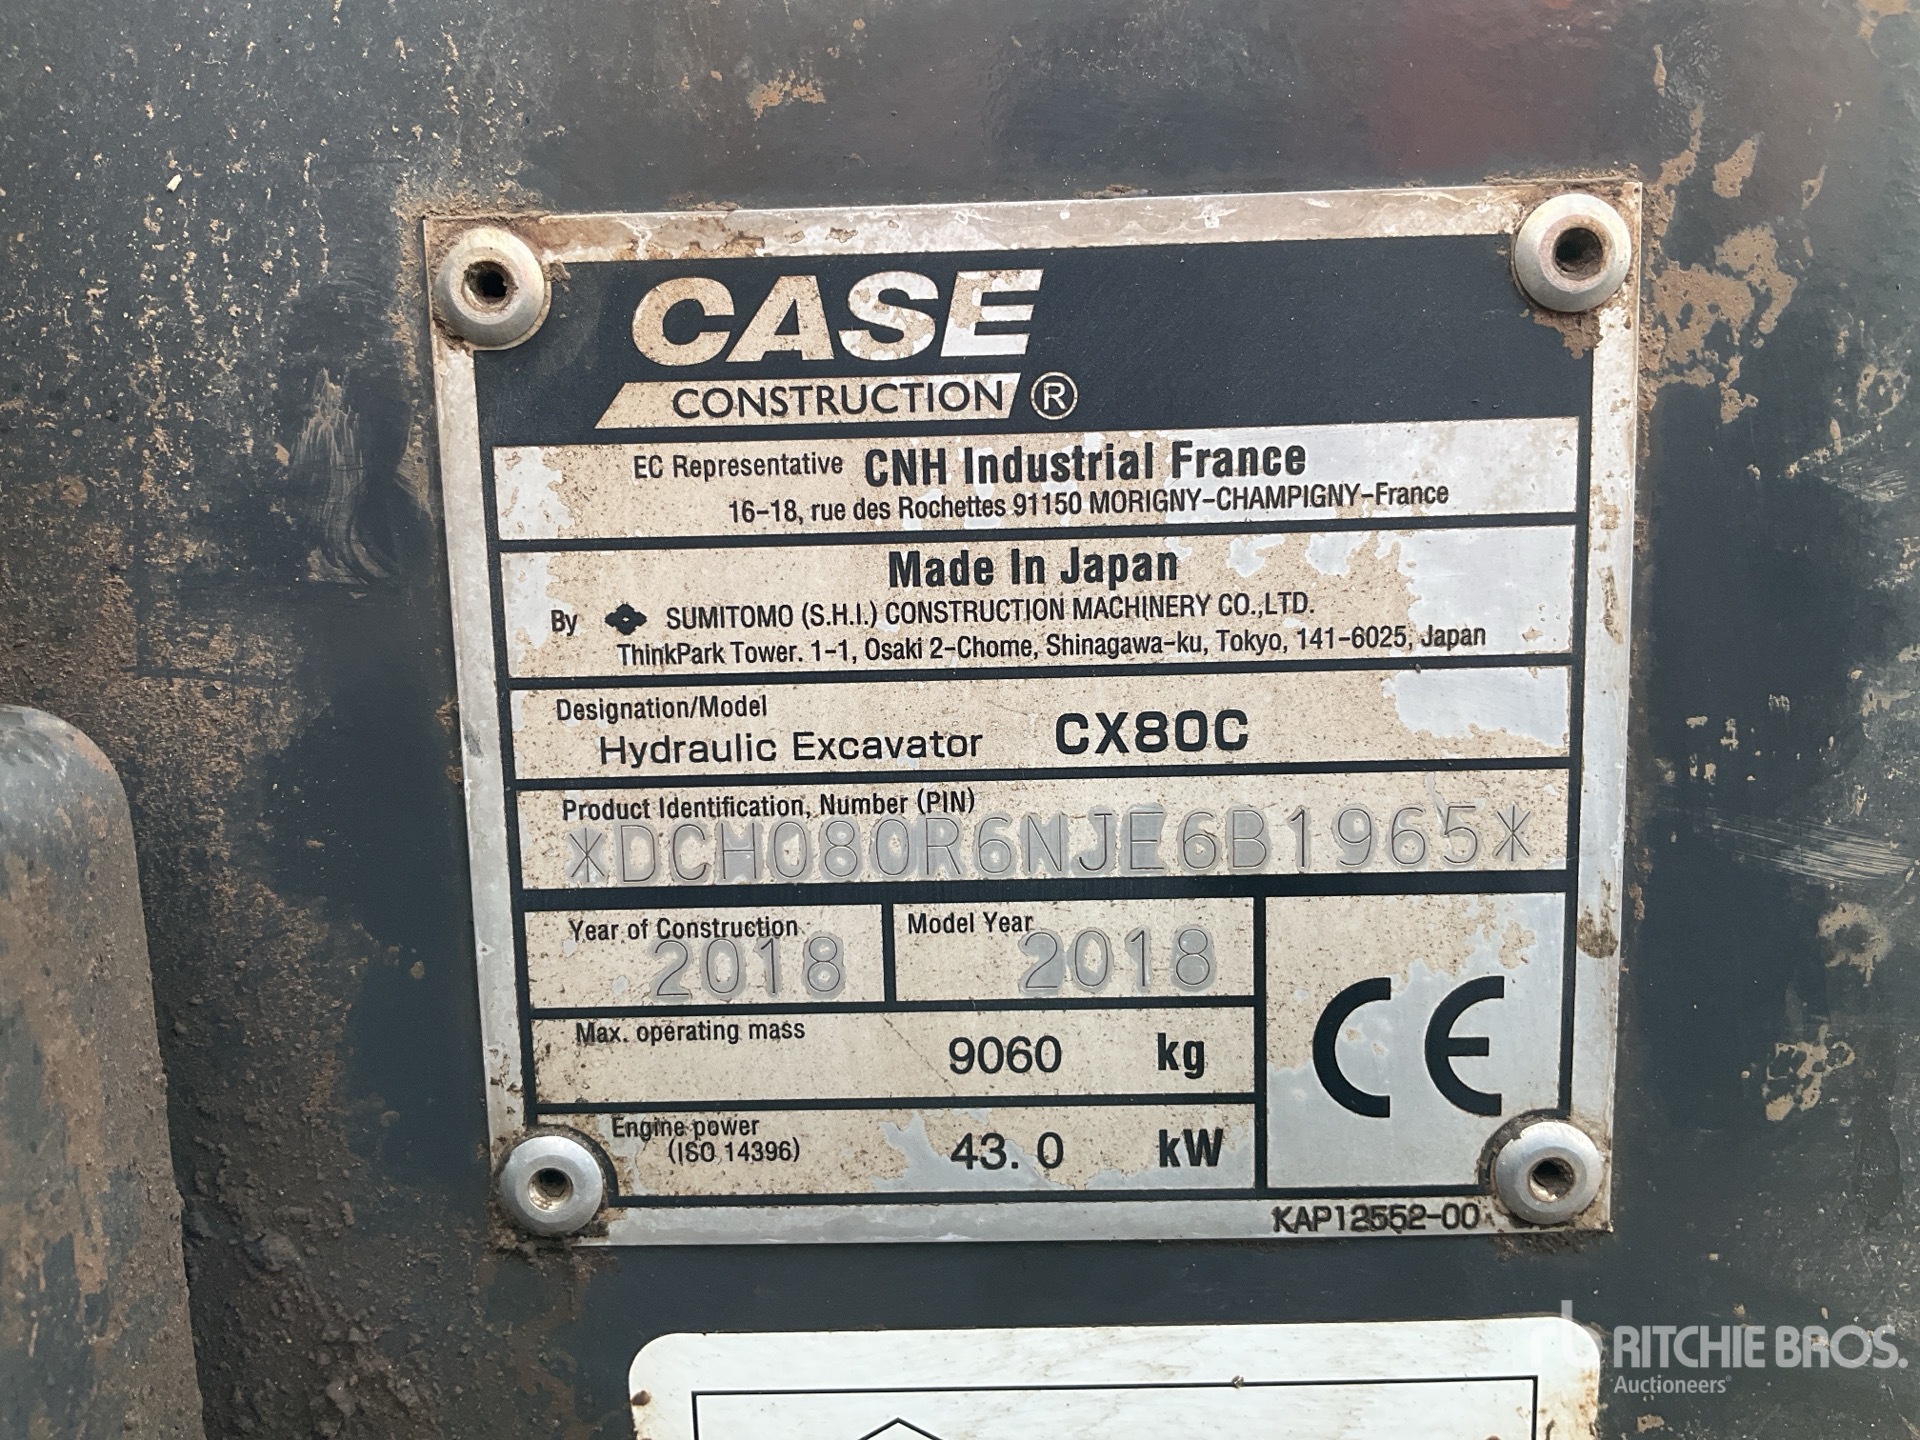 CASE
CONSTRUCTION ®
EC Representative CNH Industrial France
16-18, rue des Rochettes 91150 MORIGNY-CHAMPIGNY-France
Made In Japan
By SUMITOMO (S.H.I.) CONSTRUCTION MACHINERY CO.,LTD.
ThinkPark Tower. 1-1, Osaki 2-Chome, Shinagawa-ku, Tokyo, 141-6025, Japan
Designation/Model
Hydraulic Excavator CX80C
Product Identification, Number (PIN)
*DCH080R6NJE6B1965*
Year of Construction
2018
Model Year
2018
Max. operating mass
9060 kg
Engine power
(ISO 14396)
43.0 kW
CE
KAP12552-00
rb RITCHIE BROS.
Auctioneers